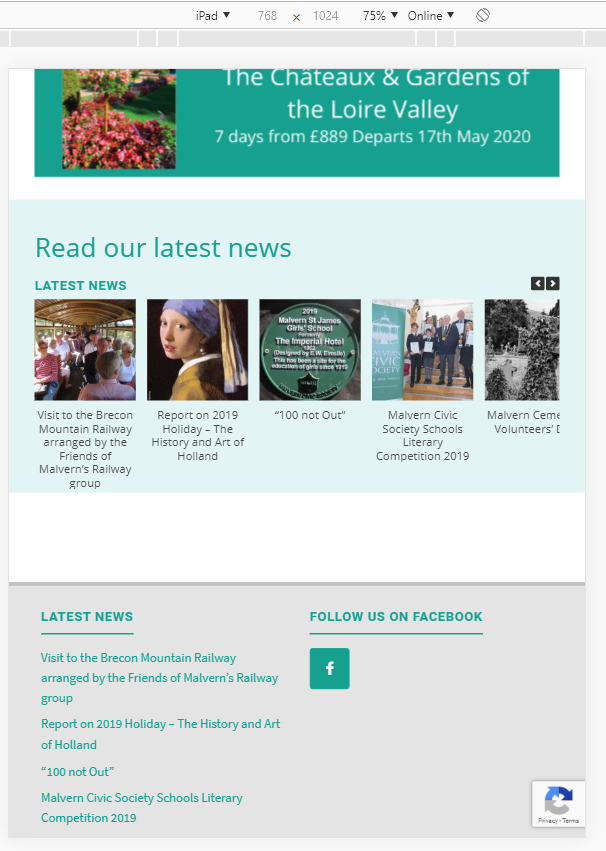 iPad ▼ 768 × 1024 75% ▼ Online ▼
The Châteaux & Gardens of
the Loire Valley
7 days from £889 Departs 17th May 2020
Read our latest news
LATEST NEWS
2019
Malvern St James
Girls' School
Formerly
The Imperial Hotel
1862
(Designed by E.W. Elmslie)
This has been a site for the
education of girls since 1919
MALVERN
CIVIC
SOCIETY
Visit to the Brecon
Mountain Railway
arranged by the
Friends of
Malvern's Railway
group
Report on 2019
Holiday – The
History and Art of
Holland
“100 not Out”
Malvern Civic
Society Schools
Literary
Competition 2019
Malvern Ceme
Volunteers’ D
LATEST NEWS
Visit to the Brecon Mountain Railway
arranged by the Friends of Malvern’s Railway
group
Report on 2019 Holiday – The History and Art
of Holland
“100 not Out”
Malvern Civic Society Schools Literary
Competition 2019
FOLLOW US ON FACEBOOK
f
Privacy - Terms